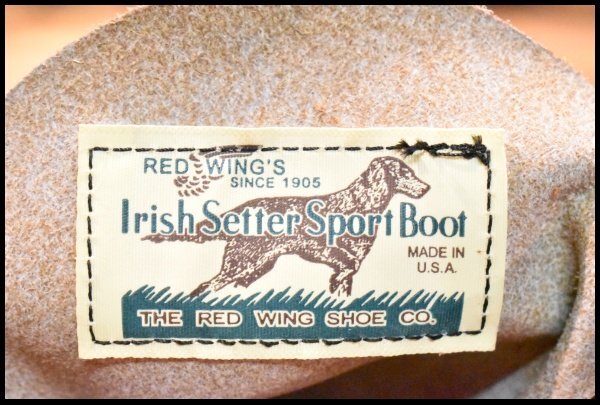 RED WING'S
SINCE 1905
Irish Setter Sport Boot
MADE IN
U.S.A.
THE RED WING SHOE CO.